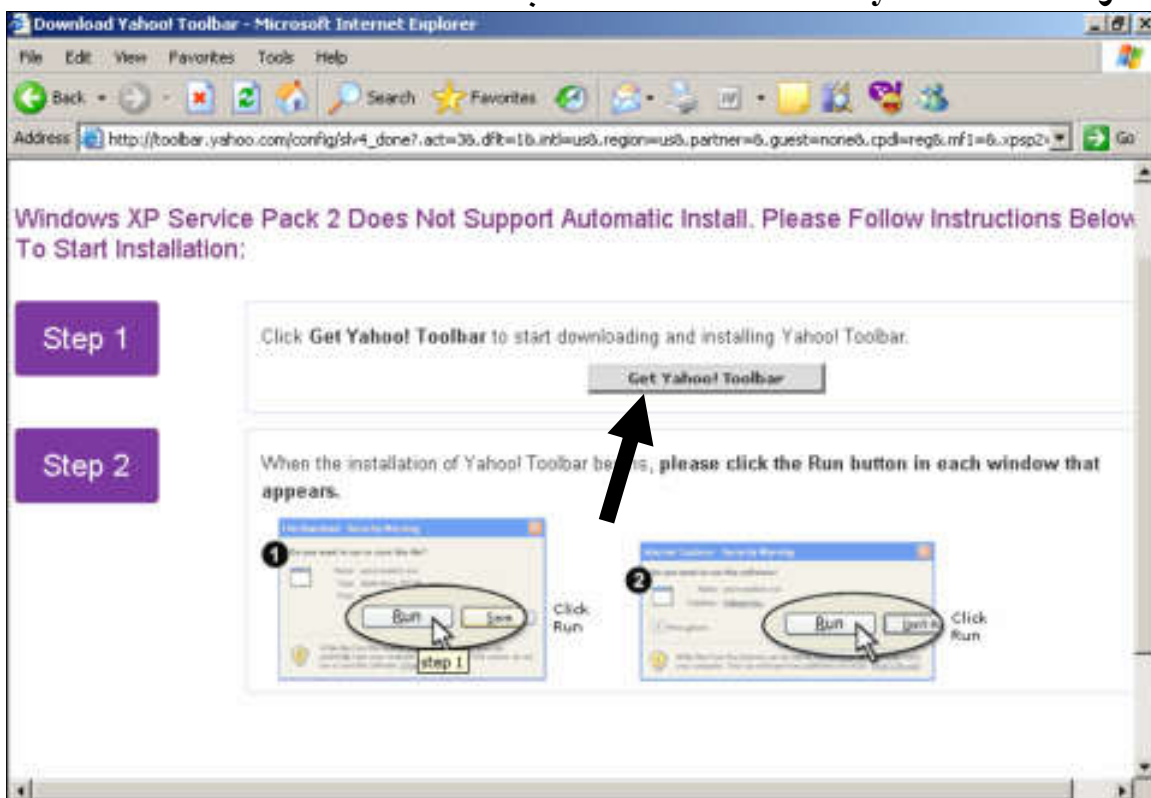 Download Yahoo! Toolbar - Microsoft Internet Explorer
File Edit View Favorites Tools Help
Back Search Favorites
Address http://toolbar.yahoo.com/config/slv4_done?.act=3&.dflt=1&.intl=us&.region=us&.partner=&.guest=none&.cpdl=reg&.mf1=&.xpsp2= Go
Windows XP Service Pack 2 Does Not Support Automatic Install. Please Follow Instructions Below
To Start Installation:
Step 1
Click Get Yahoo! Toolbar to start downloading and installing Yahoo! Toolbar.
Get Yahoo! Toolbar
Step 2
When the installation of Yahoo! Toolbar please click the Run button in each window that
appears.
1
Run Save
Click
Run
step 1
2
Run
Click
Run